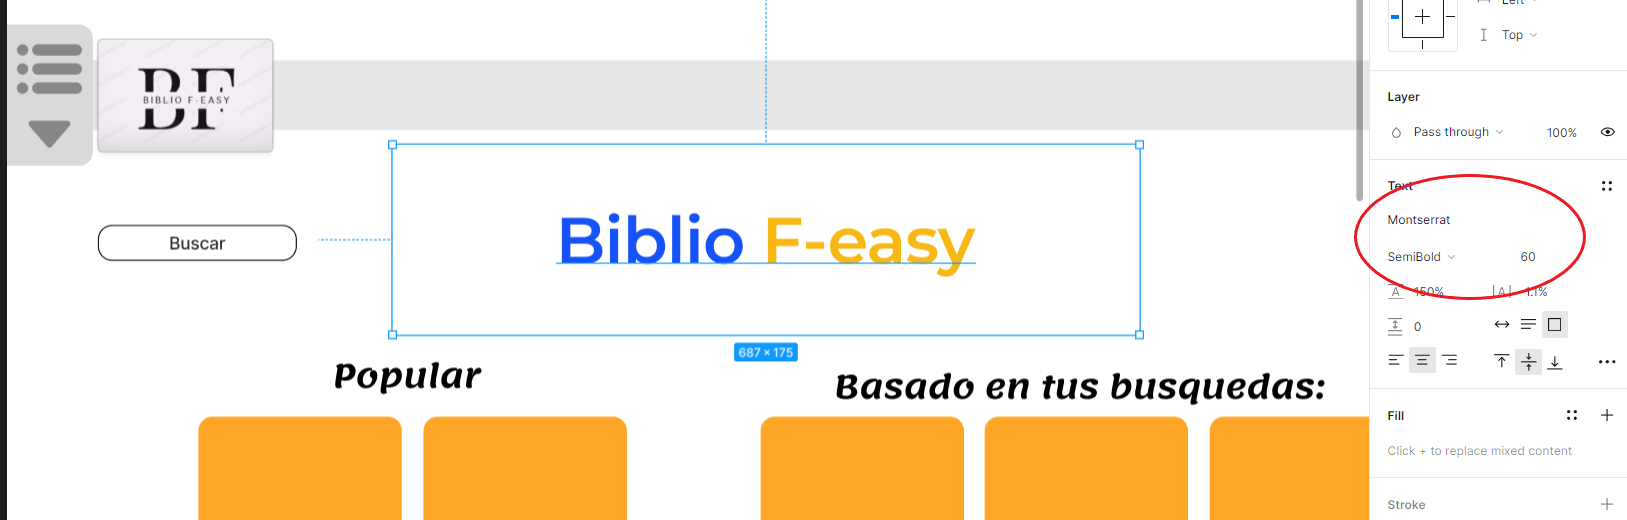 Left
Top
Layer
Pass through 100%
BF
BIBLIO F-EASY
Text
Montserrat
SemiBold 60
150% 1.1%
0
Buscar
Biblio F-easy
687 × 175
Popular
Basado en tus busquedas:
Fill
Click + to replace mixed content
Stroke